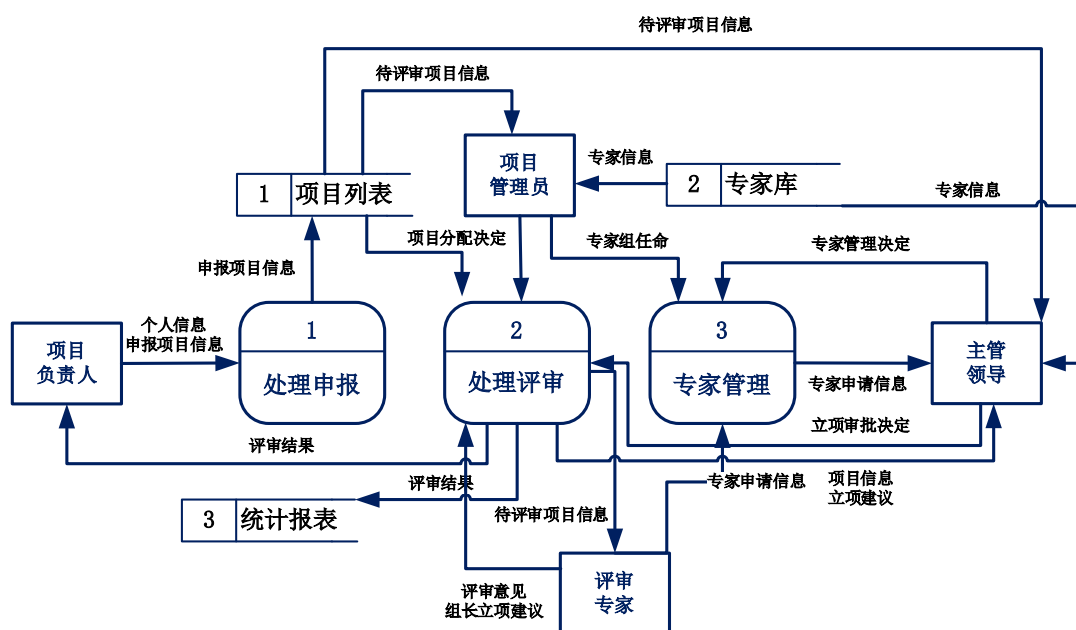 待评审项目信息
待评审项目信息
项目
管理员
专家信息
2 专家库
专家信息
1 项目列表
项目分配决定
专家组任命
专家管理决定
申报项目信息
个人信息
申报项目信息
项目
负责人
1
处理申报
2
处理评审
3
专家管理
主管
领导
专家申请信息
立项审批决定
评审结果
评审结果
专家申请信息
项目信息
立项建议
3 统计报表
待评审项目信息
评审意见
组长立项建议
评审
专家